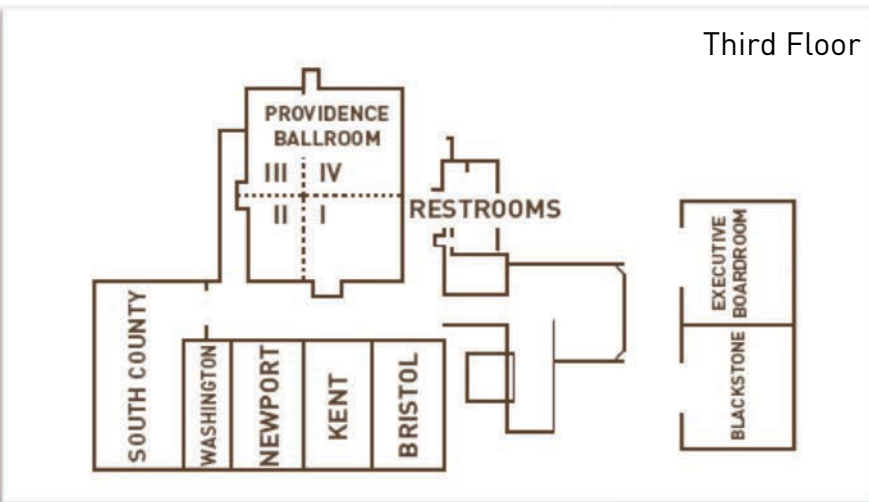 Third Floor
PROVIDENCE
BALLROOM
III IV
II I
RESTROOMS
EXECUTIVE
BOARDROOM
SOUTH COUNTY
WASHINGTON
NEWPORT
KENT
BRISTOL
BLACKSTONE